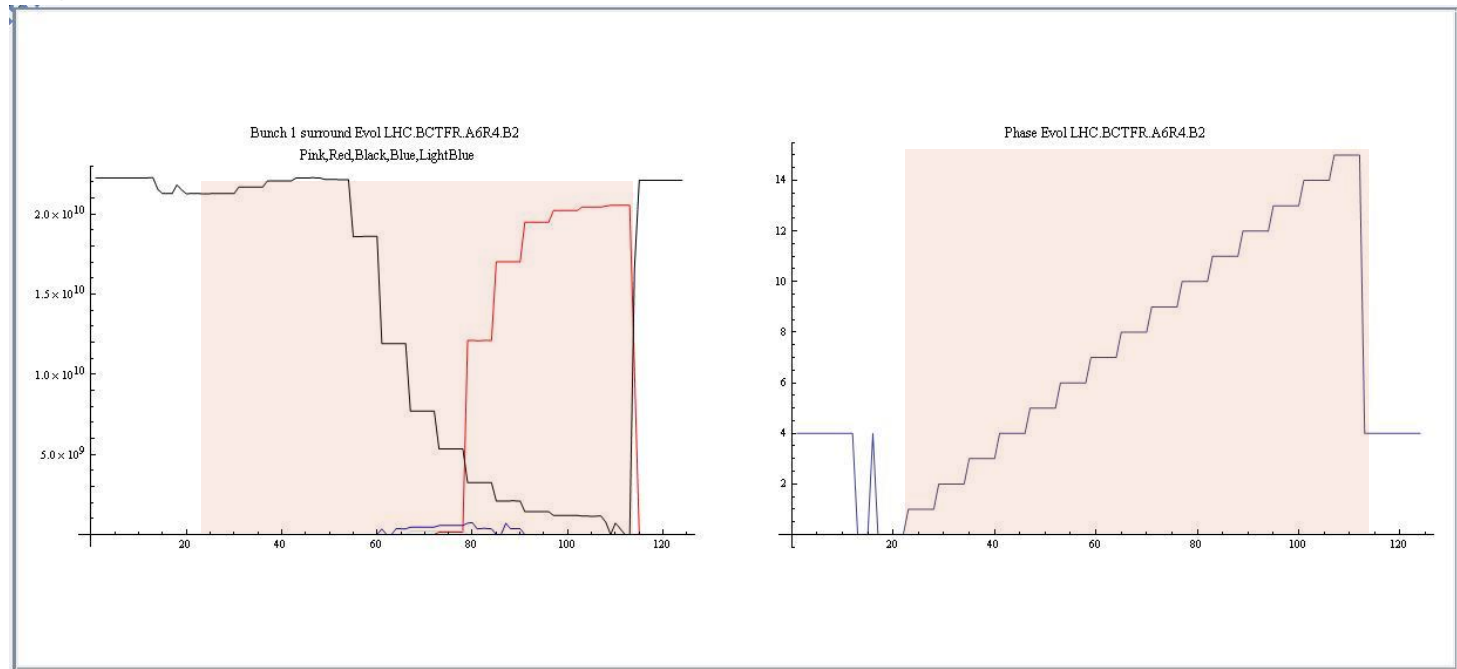 Bunch 1 surround Evol LHC.BCTFR.A6R4.B2
Pink,Red,Black,Blue,LightBlue
2.0 × 10^10
1.5 × 10^10
1.0 × 10^10
5.0 × 10^9
20 40 60 80 100 120
Phase Evol LHC.BCTFR.A6R4.B2
14
12
10
8
6
4
2
20 40 60 80 100 120